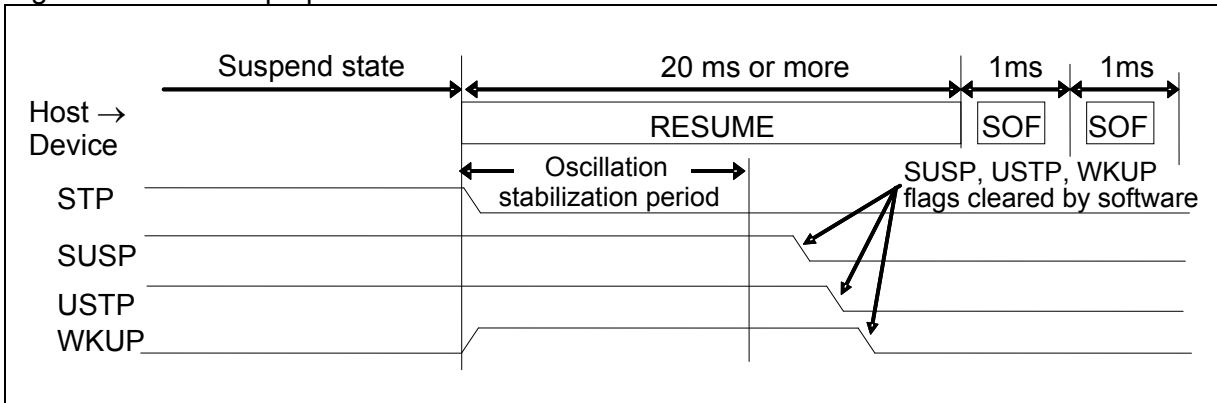 Suspend state
20 ms or more
1ms
1ms
Host →
Device
RESUME
SOF
SOF
Oscillation
stabilization period
SUSP, USTP, WKUP
flags cleared by software
STP
SUSP
USTP
WKUP